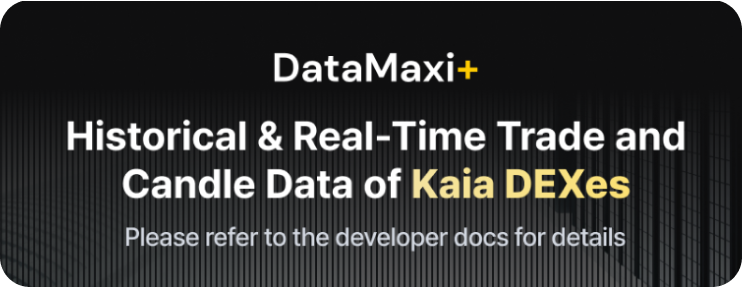 DataMaxi+
Historical & Real-Time Trade and
Candle Data of Kaia DEXes
Please refer to the developer docs for details